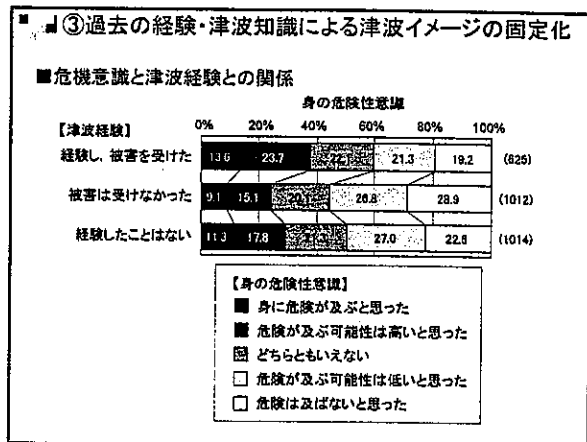 ③過去の経験・津波知識による津波イメージの固定化
■危機意識と津波経験との関係
身の危険性意識
【津波経験】 0% 20% 40% 60% 80% 100%
経験し、被害を受けた 13.6 23.7 22.1 21.3 19.2 (825)
被害は受けなかった 9.1 15.1 20.1 26.8 28.9 (1012)
経験したことはない 11.3 17.8 27.0 22.6 (1014)
【身の危険性意識】
■ 身に危険が及ぶと思った
■ 危険が及ぶ可能性は高いと思った
どちらともいえない
□ 危険が及ぶ可能性は低いと思った
□ 危険は及ばないと思った